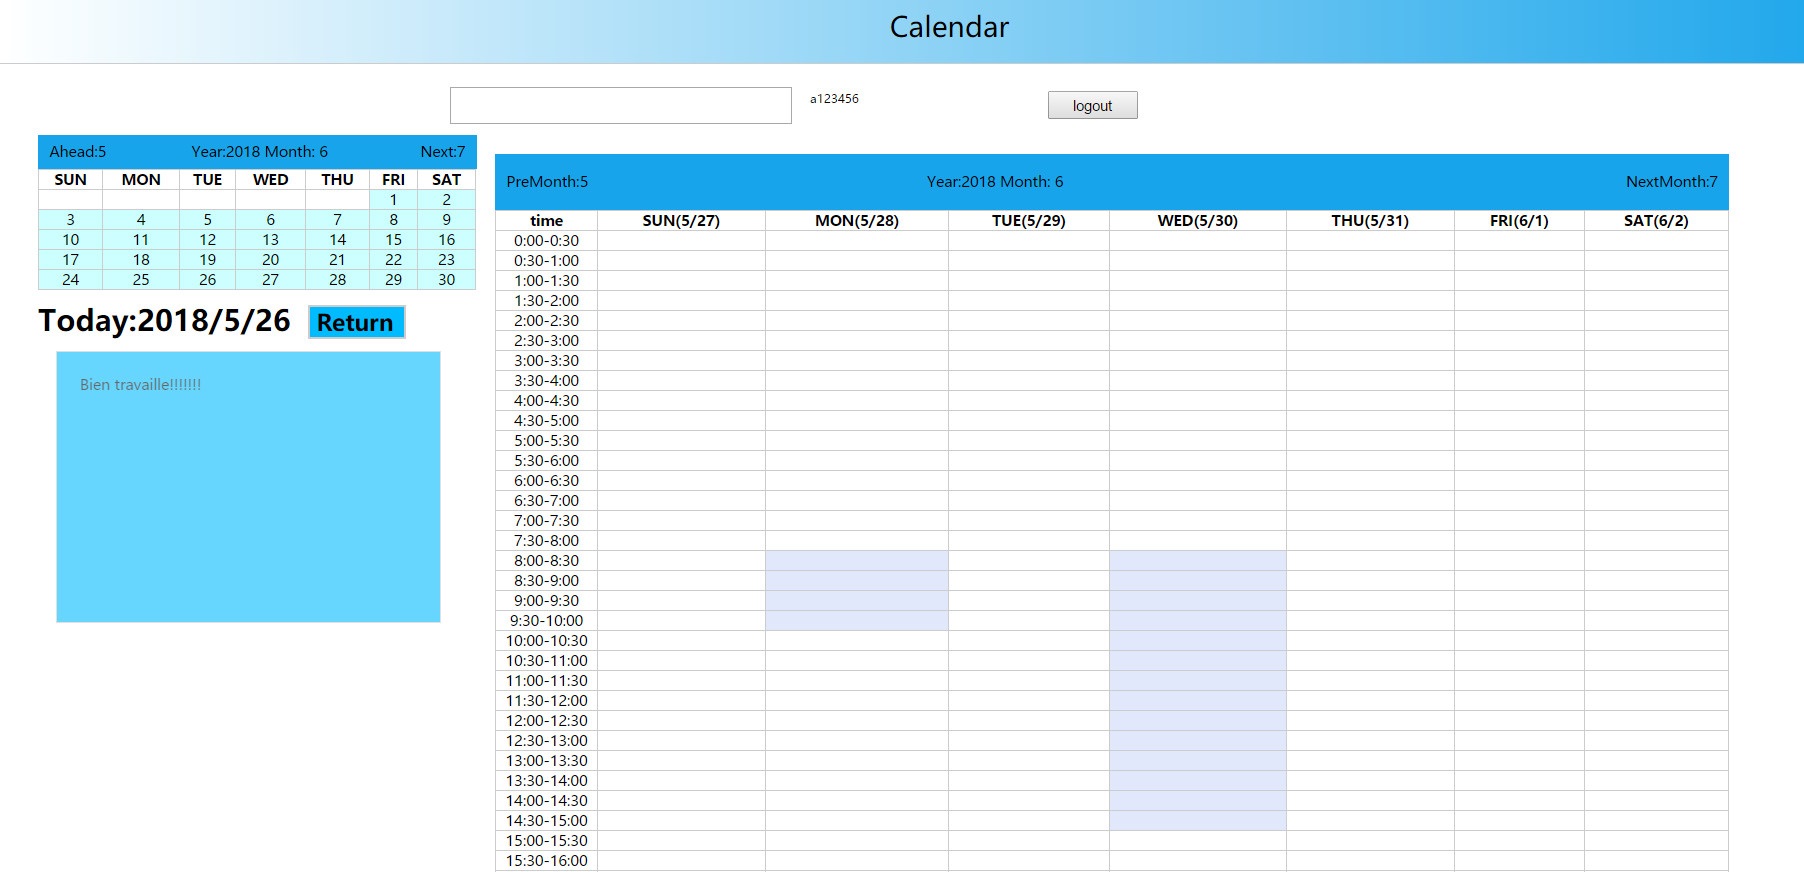 Calendar
a123456
logout
Ahead:5 Year:2018 Month: 6 Next:7
SUN MON TUE WED THU FRI SAT
1 2
3 4 5 6 7 8 9
10 11 12 13 14 15 16
17 18 19 20 21 22 23
24 25 26 27 28 29 30
Today:2018/5/26 Return
Bien travaille!!!!!!!
PreMonth:5 Year:2018 Month: 6 NextMonth:7
time SUN(5/27) MON(5/28) TUE(5/29) WED(5/30) THU(5/31) FRI(6/1) SAT(6/2)
0:00-0:30
0:30-1:00
1:00-1:30
1:30-2:00
2:00-2:30
2:30-3:00
3:00-3:30
3:30-4:00
4:00-4:30
4:30-5:00
5:00-5:30
5:30-6:00
6:00-6:30
6:30-7:00
7:00-7:30
7:30-8:00
8:00-8:30
8:30-9:00
9:00-9:30
9:30-10:00
10:00-10:30
10:30-11:00
11:00-11:30
11:30-12:00
12:00-12:30
12:30-13:00
13:00-13:30
13:30-14:00
14:00-14:30
14:30-15:00
15:00-15:30
15:30-16:00